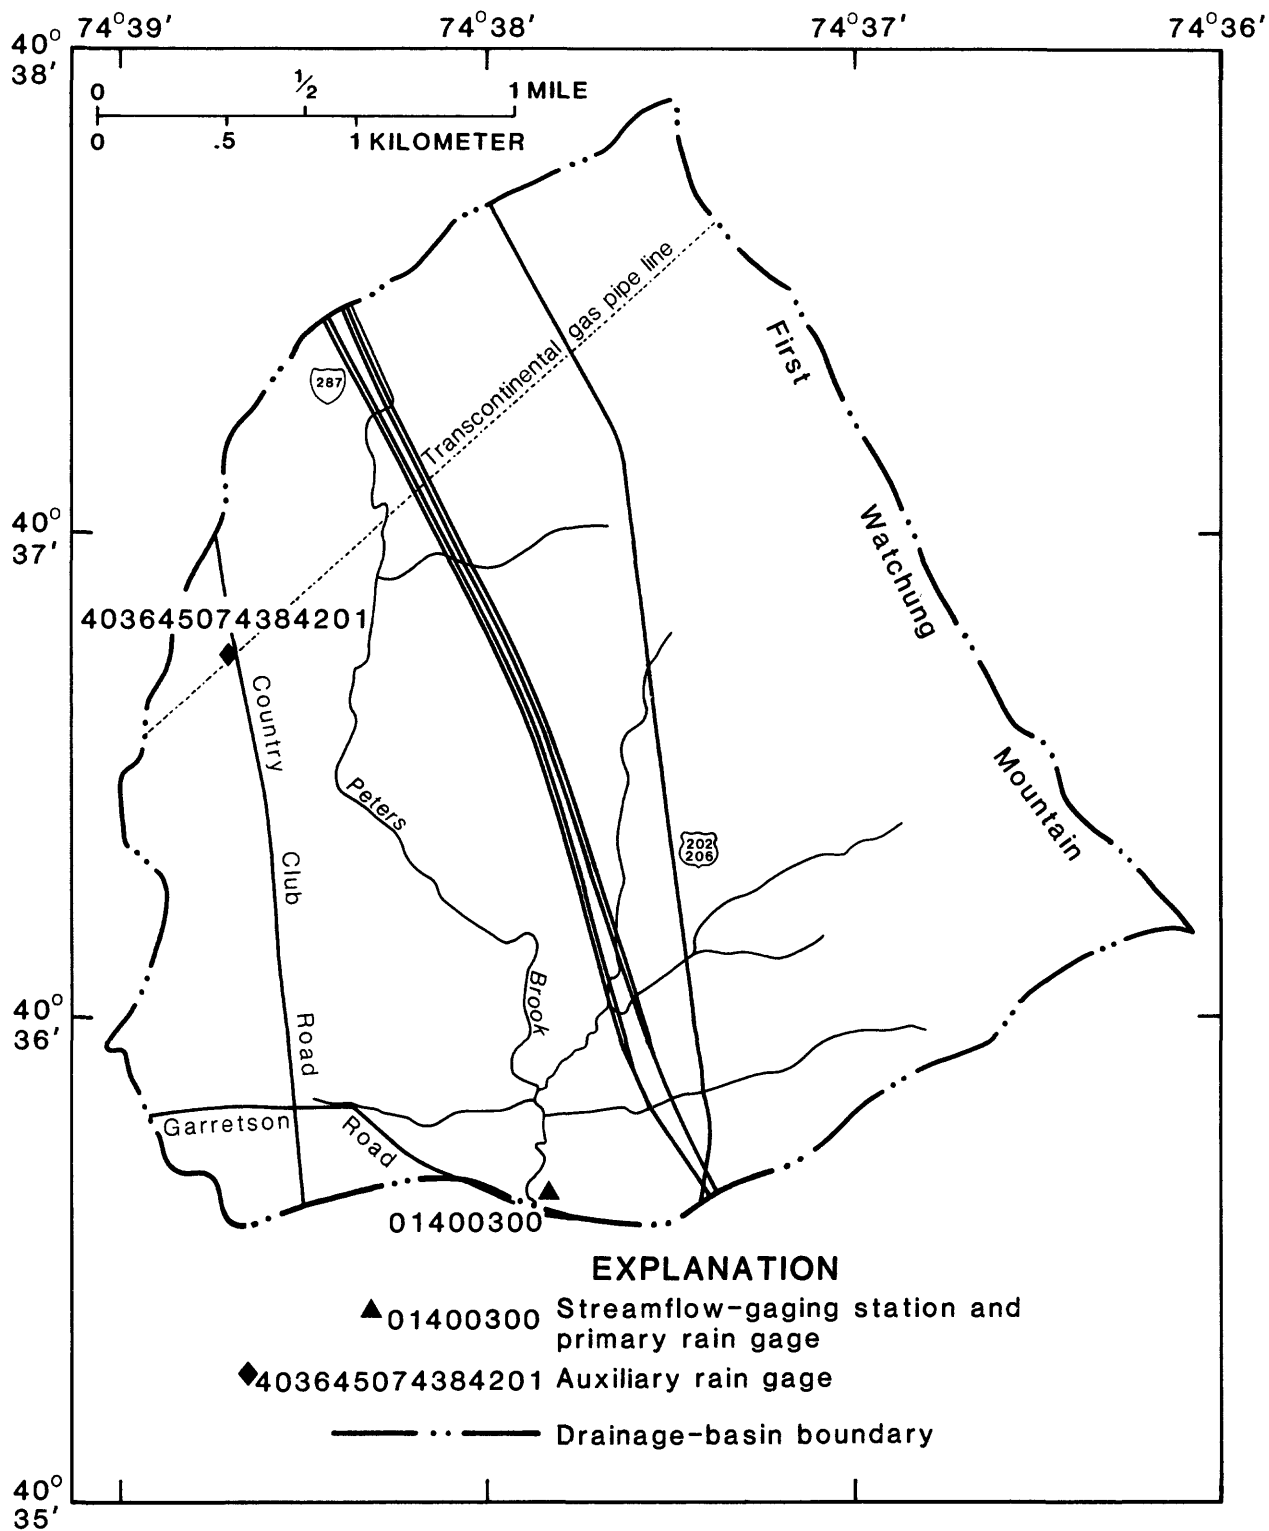 74°39' 74°38' 74°37' 74°36'
40°
38'
0 1/2 1 MILE
0 .5 1 KILOMETER
287
Transcontinental gas pipe line
First
Watchung
Mountain
40°
37'
403645074384201
Country
Club
Road
Peters
Brook
202
206
40°
36'
Garretson
Road
01400300
EXPLANATION
01400300 Streamflow-gaging station and
primary rain gage
403645074384201 Auxiliary rain gage
Drainage-basin boundary
40°
35'